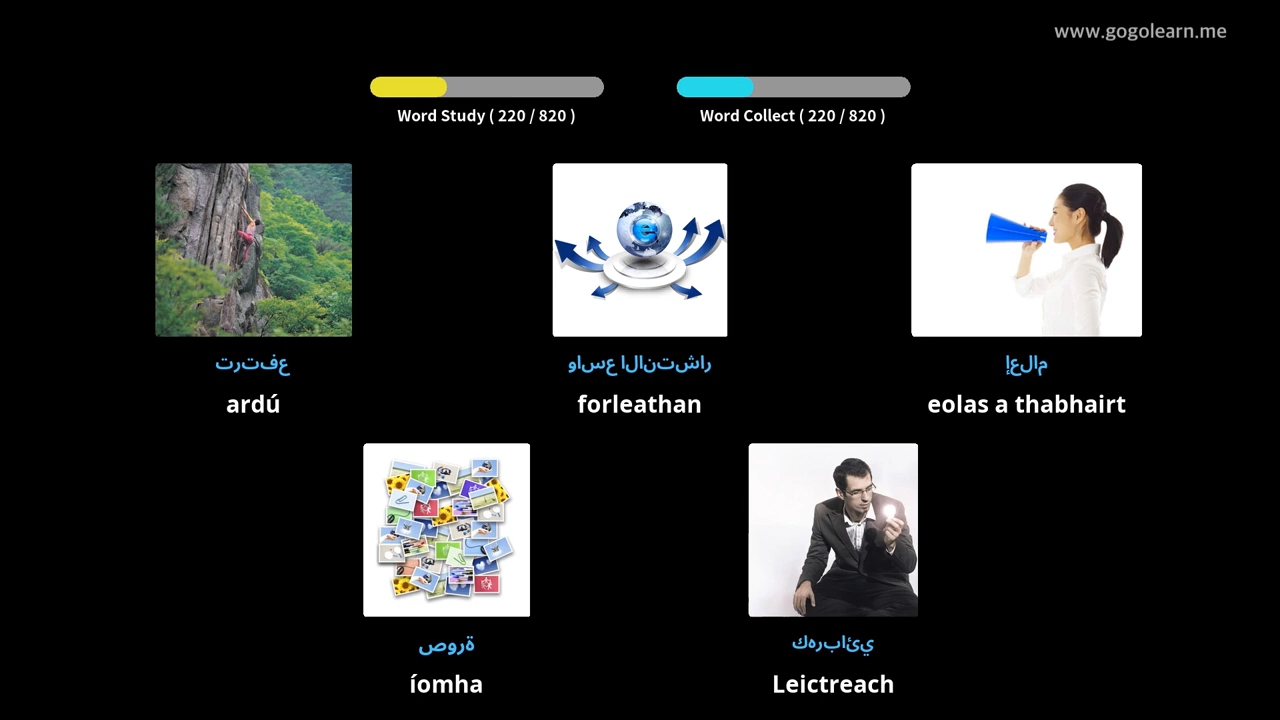 www.gogolearn.me
Word Study ( 220 / 820 )
Word Collect ( 220 / 820 )
ترتفع
واسع الانتشار
إعلام
ardú
forleathan
eolas a thabhairt
صورة
كهربائي
íomha
Leictreach